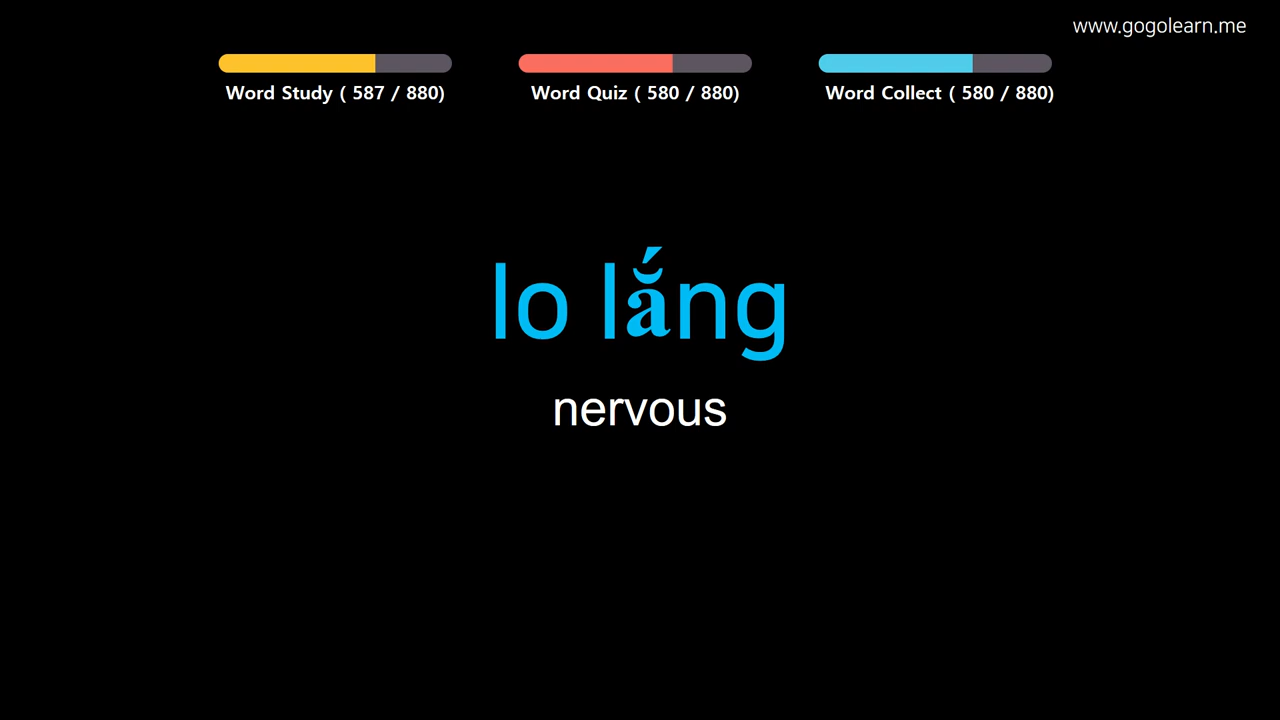 www.gogolearn.me
Word Study ( 587 / 880)
Word Quiz ( 580 / 880)
Word Collect ( 580 / 880)
lo lắng
nervous